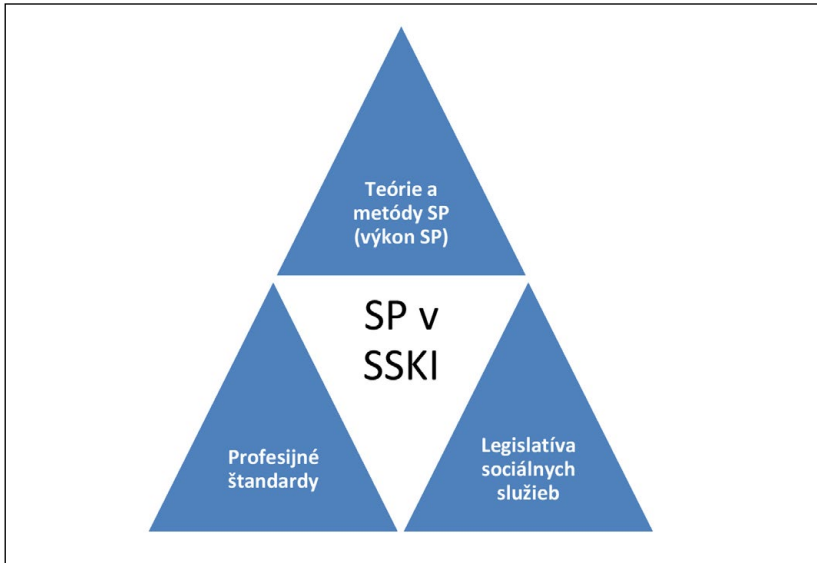 Teórie a
metódy SP
(výkon SP)
SP v
SSKI
Profesijné
štandardy
Legislatíva
sociálnych
služieb